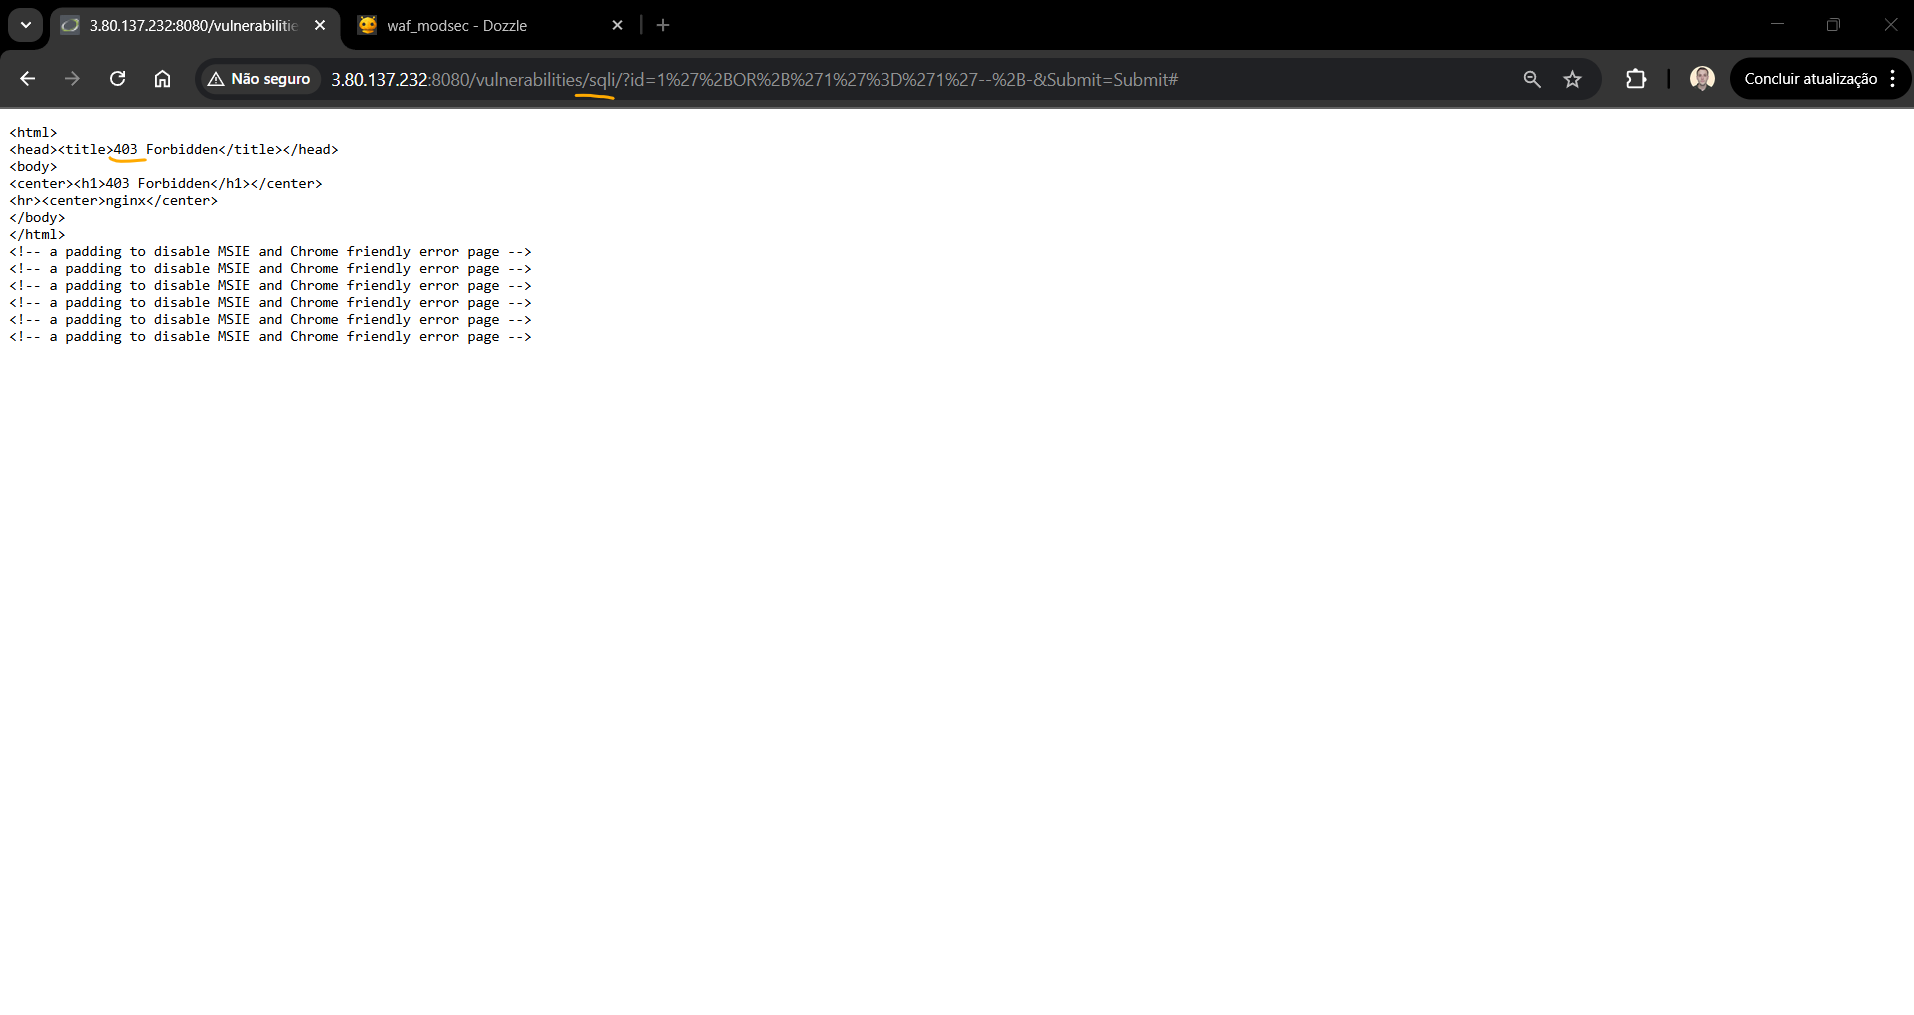 3.80.137.232:8080/vulnerabilitie
waf_modsec - Dozzle
Não seguro
3.80.137.232:8080/vulnerabilities/sqli/?id=1%27%2BOR%2B%271%27%3D%271%27--%2B-&Submit=Submit#
Concluir atualização
<html>
<head><title>403 Forbidden</title></head>
<body>
<center><h1>403 Forbidden</h1></center>
<hr><center>nginx</center>
</body>
</html>
<!-- a padding to disable MSIE and Chrome friendly error page -->
<!-- a padding to disable MSIE and Chrome friendly error page -->
<!-- a padding to disable MSIE and Chrome friendly error page -->
<!-- a padding to disable MSIE and Chrome friendly error page -->
<!-- a padding to disable MSIE and Chrome friendly error page -->
<!-- a padding to disable MSIE and Chrome friendly error page -->